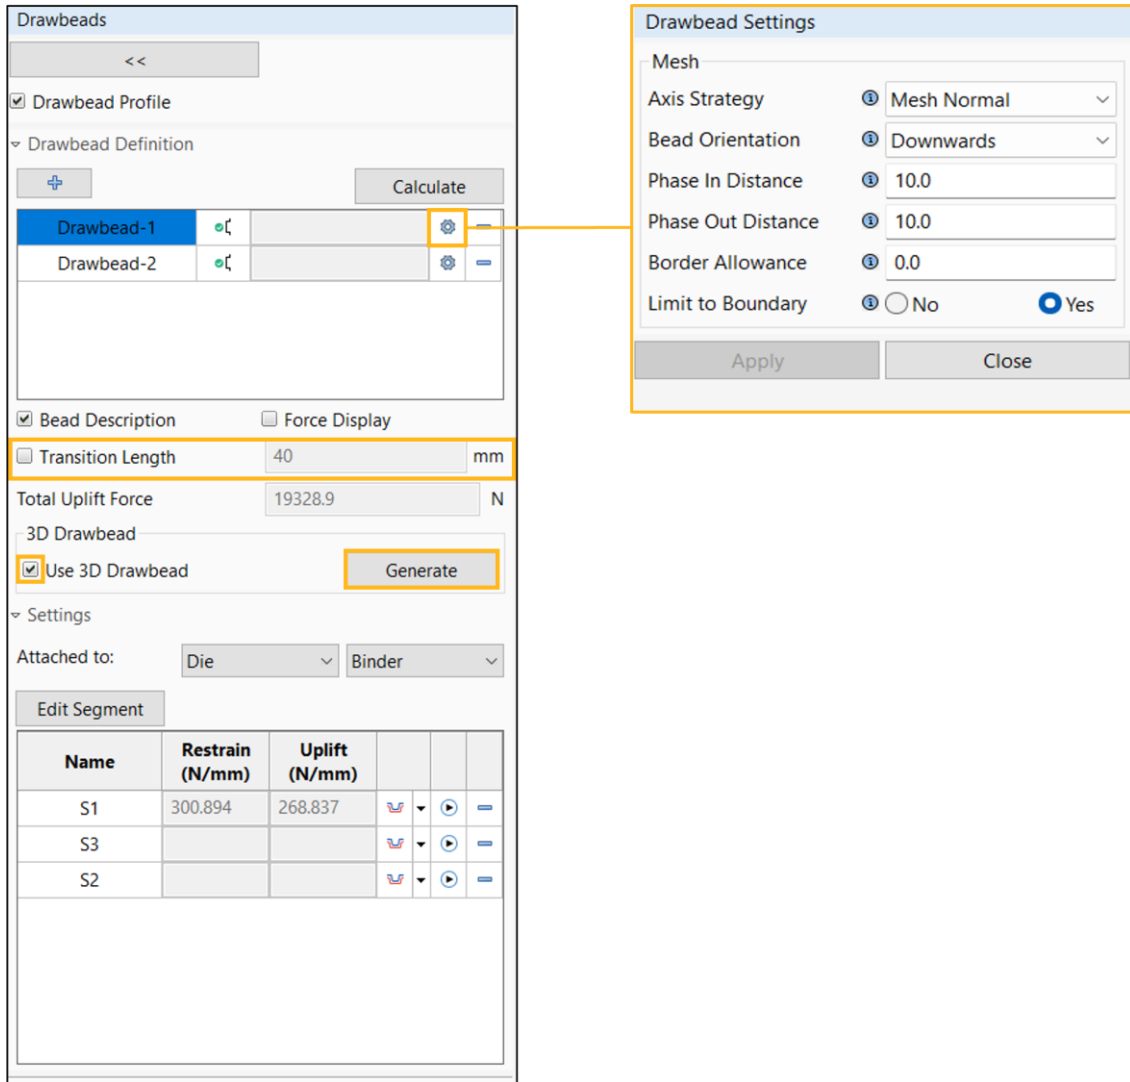 Drawbeads
<<
Drawbead Profile
Drawbead Definition
Calculate
Drawbead-1
Drawbead-2
Bead Description Force Display
Transition Length 40 mm
Total Uplift Force 19328.9 N
3D Drawbead
Use 3D Drawbead Generate
Settings
Attached to: Die Binder
Edit Segment
Name Restrain (N/mm) Uplift (N/mm)
S1 300.894 268.837
S3
S2
Drawbead Settings
Mesh
Axis Strategy Mesh Normal
Bead Orientation Downwards
Phase In Distance 10.0
Phase Out Distance 10.0
Border Allowance 0.0
Limit to Boundary No Yes
Apply Close